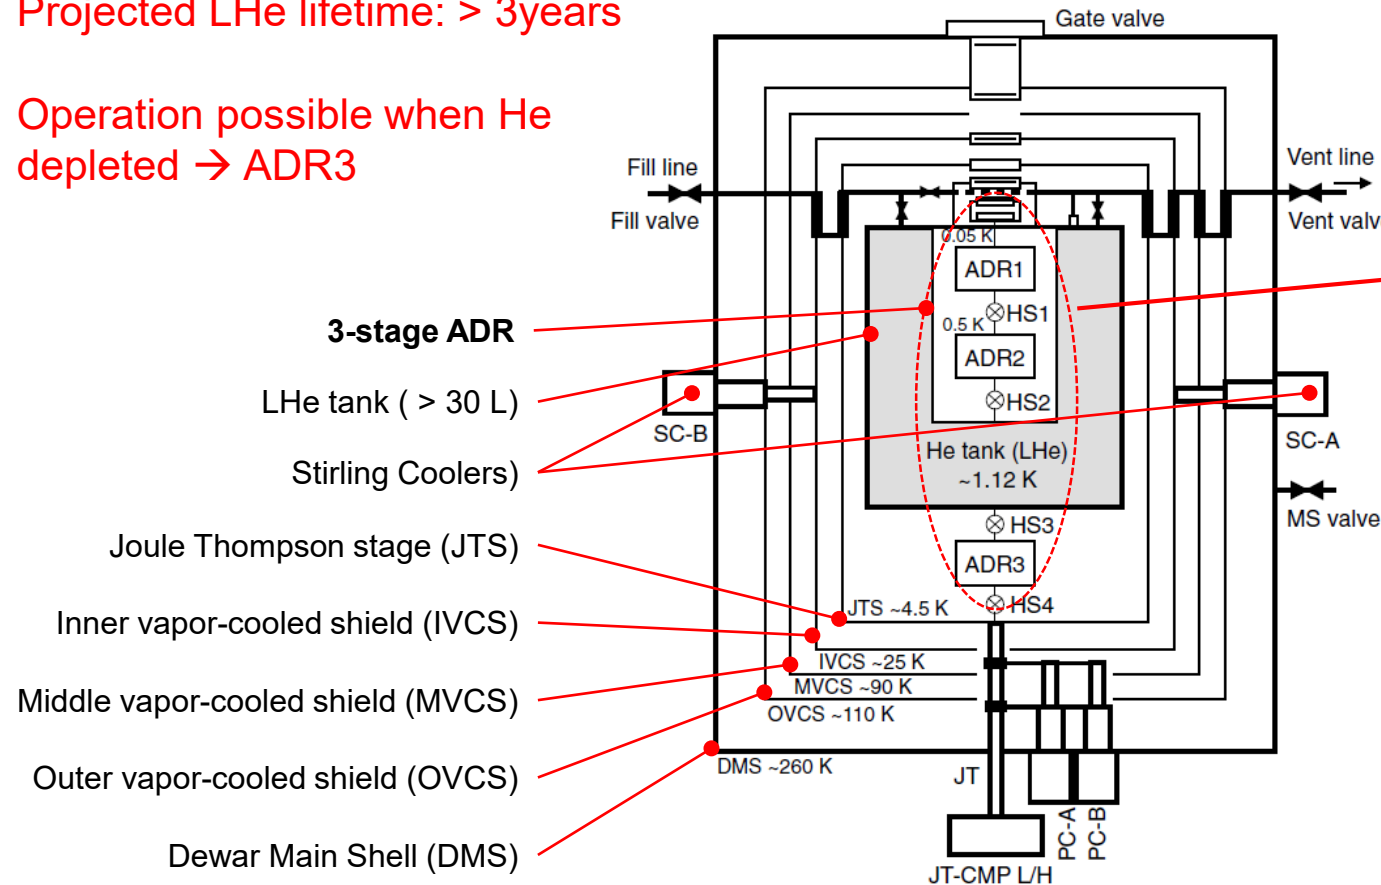 Projected LHe lifetime: > 3years
Operation possible when He
depleted → ADR3
3-stage ADR
LHe tank ( > 30 L)
Stirling Coolers)
Joule Thompson stage (JTS)
Inner vapor-cooled shield (IVCS)
Middle vapor-cooled shield (MVCS)
Outer vapor-cooled shield (OVCS)
Dewar Main Shell (DMS)
Gate valve
Fill line
Fill valve
Vent line
Vent valv
0.05 K
ADR1
HS1
0.5 K
ADR2
HS2
He tank (LHe)
~1.12 K
SC-B
SC-A
MS valve
HS3
ADR3
HS4
JTS ~4.5 K
IVCS ~25 K
MVCS ~90 K
OVCS ~110 K
DMS ~260 K
JT
PC-A
PC-B
JT-CMP L/H